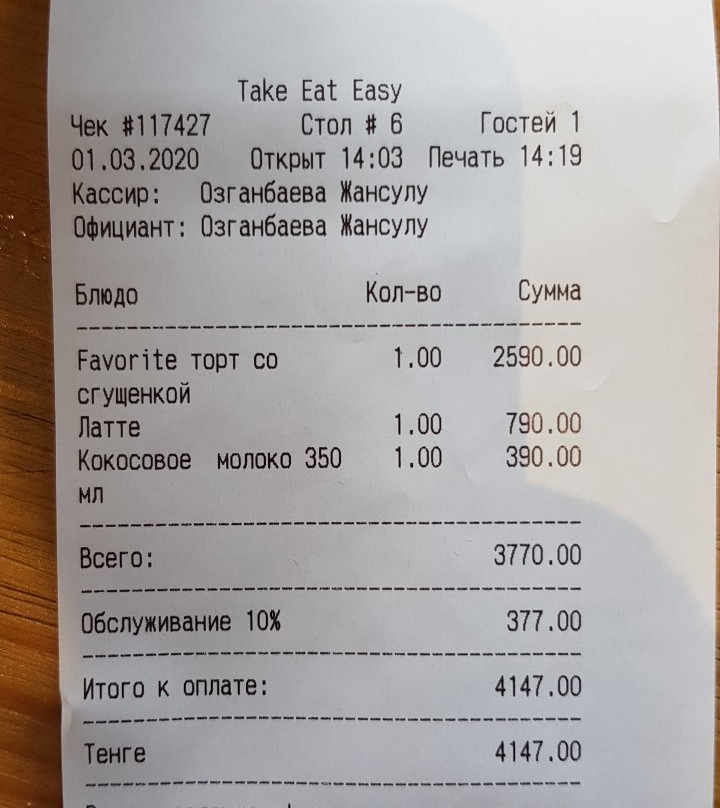 Take Eat Easy
Чек #117427 Стол # 6 Гостей 1
01.03.2020 Открыт 14:03 Печать 14:19
Кассир: Озганбаева Жансулу
Официант: Озганбаева Жансулу
Блюдо Кол-во Сумма
Favorite торт со 1.00 2590.00
сгущенкой
Латте 1.00 790.00
Кокосовое молоко 350 1.00 390.00
мл
Всего: 3770.00
Обслуживание 10% 377.00
Итого к оплате: 4147.00
Тенге 4147.00